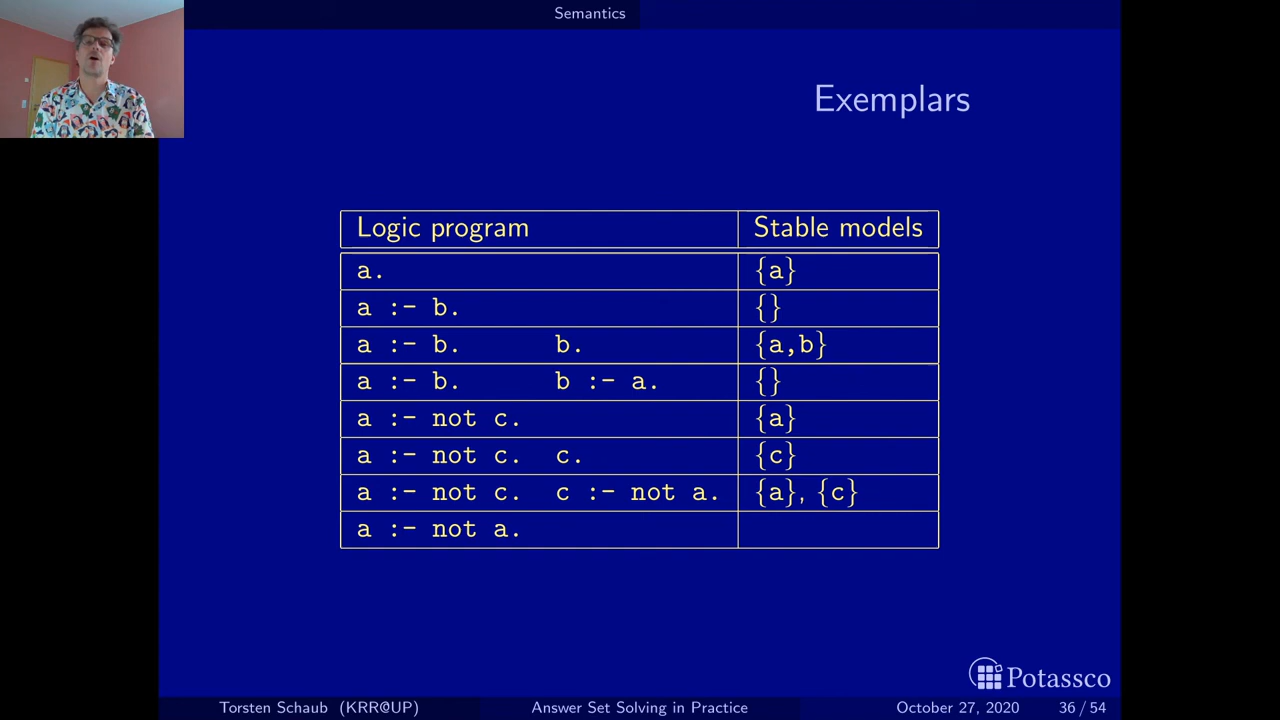 Semantics
Exemplars
Logic program Stable models
a. {a}
a :- b. {}
a :- b. b. {a,b}
a :- b. b :- a. {}
a :- not c. {a}
a :- not c. c. {c}
a :- not c. c :- not a. {a}, {c}
a :- not a.
Potassco
Torsten Schaub (KRR@UP) Answer Set Solving in Practice October 27, 2020 36 / 54